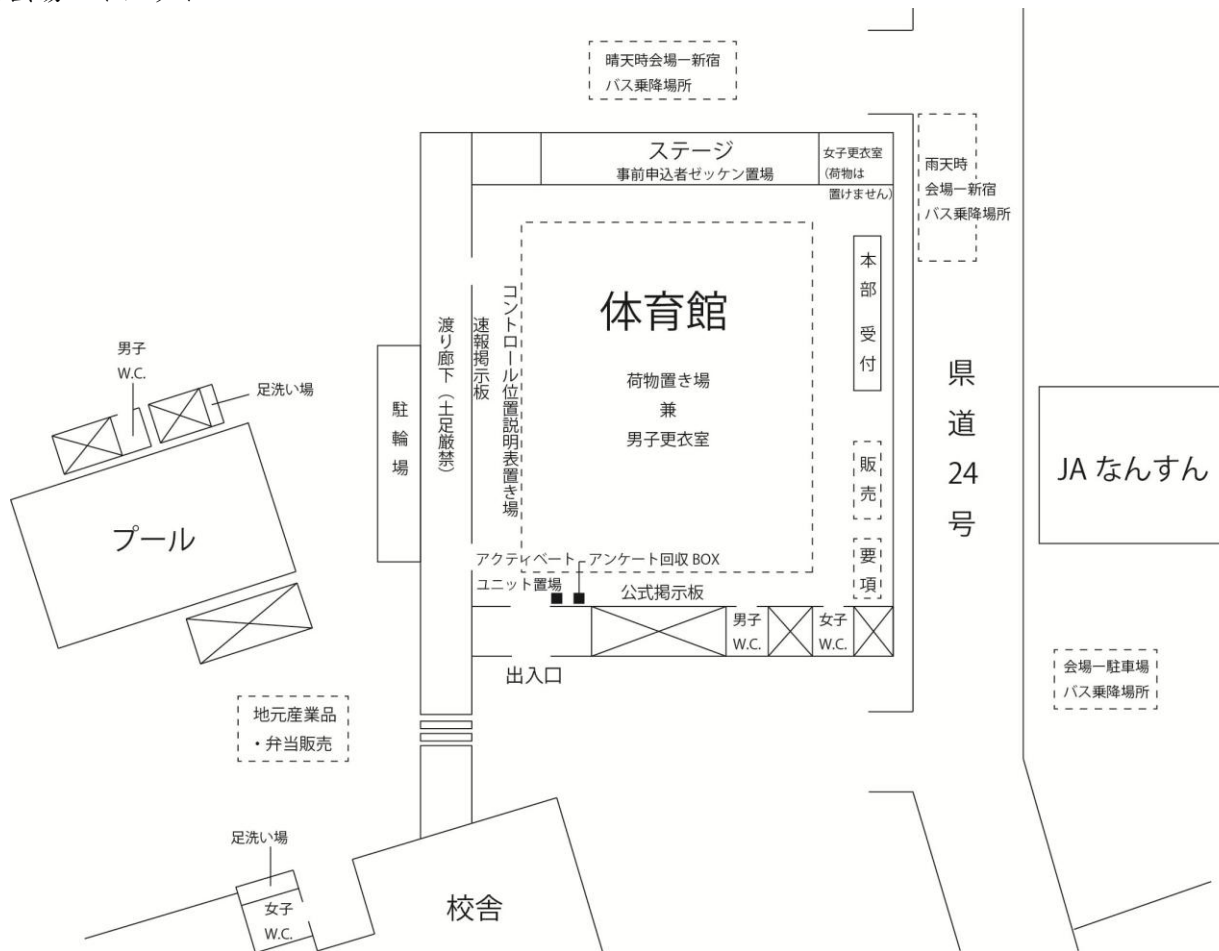 晴天時会場ー新宿
バス乗降場所
ステージ
事前申込者ゼッケン置場
女子更衣室
(荷物は
置けません)
雨天時
会場ー新宿
バス乗降場所
体育館
荷物置き場
兼
男子更衣室
本部 受付
販売
要項
コントロール位置説明表置き場
速報掲示板
渡り廊下(土足厳禁)
駐輪場
県道24号
JA なんすん
男子
W.C.
足洗い場
プール
アクティベート
ユニット置場
アンケート回収 BOX
公式掲示板
男子
W.C.
女子
W.C.
出入口
会場ー駐車場
バス乗降場所
地元産業品
・弁当販売
足洗い場
女子
W.C.
校舎